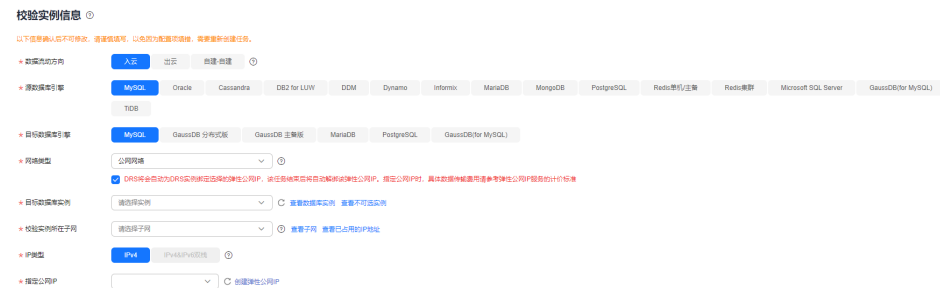 校验实例信息
以下信息确认后不可修改，请谨慎填写，以免因为配置项填错，需要重新创建任务。
* 数据流动方向 入云 出云 自建-自建
* 源数据库引擎 MySQL Oracle Cassandra DB2 for LUW DDM Dynamo Informix MariaDB MongoDB PostgreSQL Redis单机/主备 Redis集群 Microsoft SQL Server GaussDB(for MySQL)
TiDB
* 目标数据库引擎 MySQL GaussDB 分布式版 GaussDB 主备版 MariaDB PostgreSQL GaussDB(for MySQL)
* 网络类型 公网网络
DRS将会自动为DRS实例绑定选择的弹性公网IP，该任务结束后将自动解绑该弹性公网IP。指定公网IP时，具体数据传输费用请参考弹性公网IP服务的计价标准
* 目标数据库实例 请选择实例 查看数据库实例 查看不可选实例
* 校验实例所在子网 请选择子网 查看子网 查看已占用的IP地址
* IP类型 IPv4 IPv4&IPv6双栈
* 指定公网IP 创建弹性公网IP